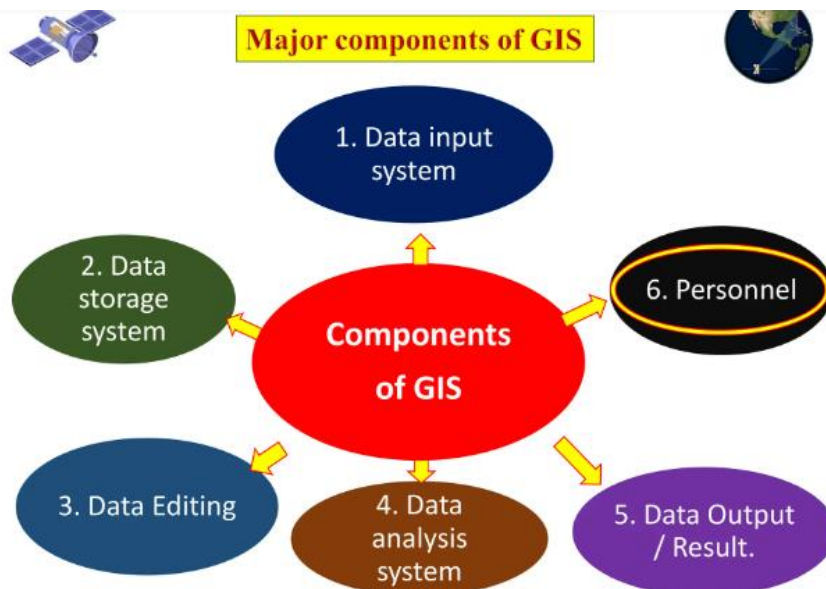 Major components of GIS
1. Data input
system
2. Data
storage
system
6. Personnel
Components
of GIS
3. Data Editing
4. Data
analysis
system
5. Data Output
/ Result.